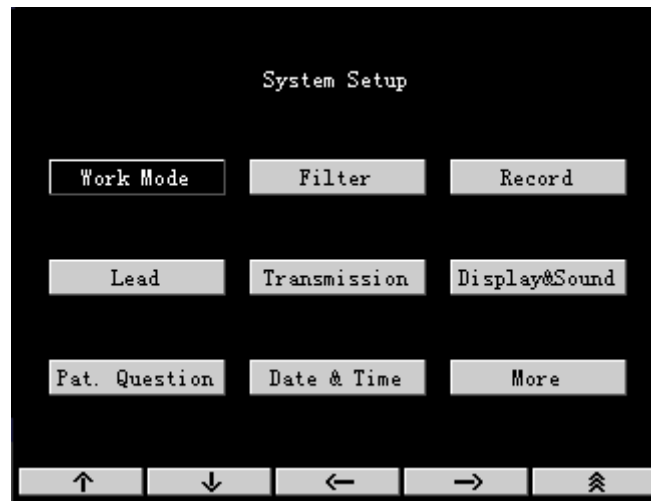 System Setup
Work Mode Filter Record
Lead Transmission Display&Sound
Pat. Question Date & Time More